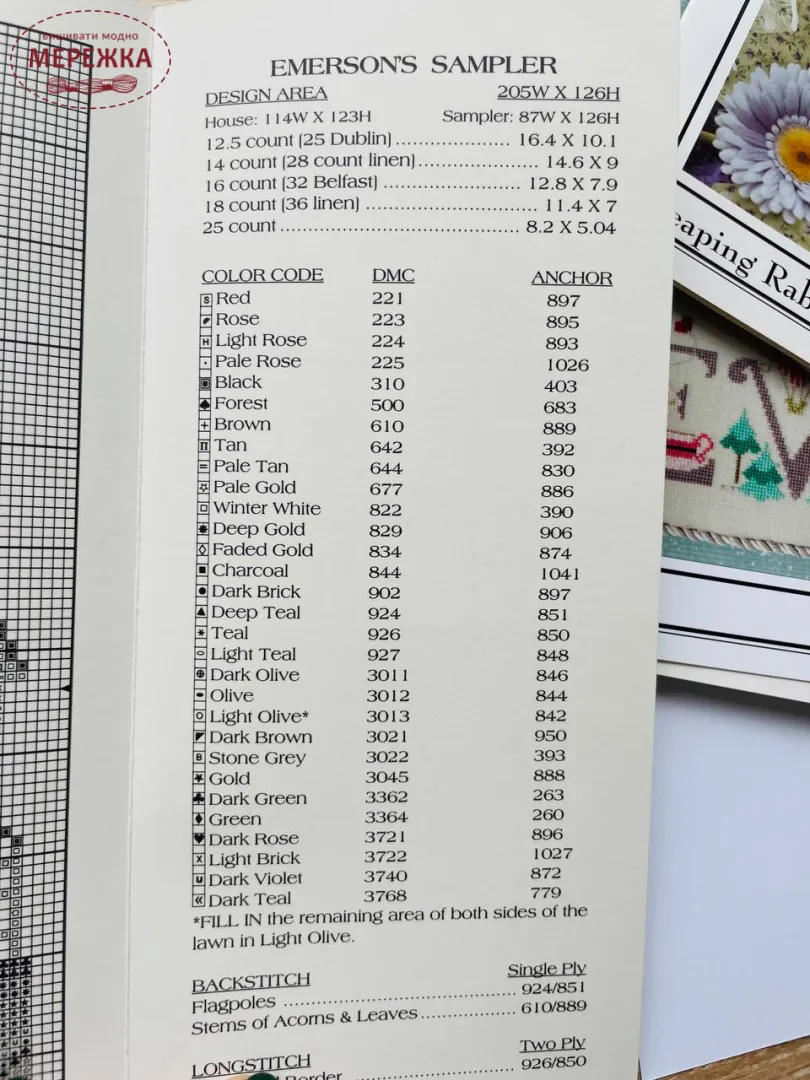 вишивати модно
МЕРЕЖКА
EMERSON'S SAMPLER
DESIGN AREA 205W X 126H
House: 114W X 123H Sampler: 87W X 126H
12.5 count (25 Dublin) 16.4 X 10.1
14 count (28 count linen) 14.6 X 9
16 count (32 Belfast) 12.8 X 7.9
18 count (36 linen) 11.4 X 7
25 count 8.2 X 5.04
COLOR CODE DMC ANCHOR
Red 221 897
Rose 223 895
Light Rose 224 893
Pale Rose 225 1026
Black 310 403
Forest 500 683
Brown 610 889
Tan 642 392
Pale Tan 644 830
Pale Gold 677 886
Winter White 822 390
Deep Gold 829 906
Faded Gold 834 874
Charcoal 844 1041
Dark Brick 902 897
Deep Teal 924 851
Teal 926 850
Light Teal 927 848
Dark Olive 3011 846
Olive 3012 844
Light Olive* 3013 842
Dark Brown 3021 950
Stone Grey 3022 393
Gold 3045 888
Dark Green 3362 263
Green 3364 260
Dark Rose 3721 896
Light Brick 3722 1027
Dark Violet 3740 872
Dark Teal 3768 779
*FILL IN the remaining area of both sides of the
lawn in Light Olive.
BACKSTITCH Single Ply
Flagpoles 924/851
Stems of Acorns & Leaves 610/889
LONGSTITCH Two Ply
Border 926/850
eaping Rab